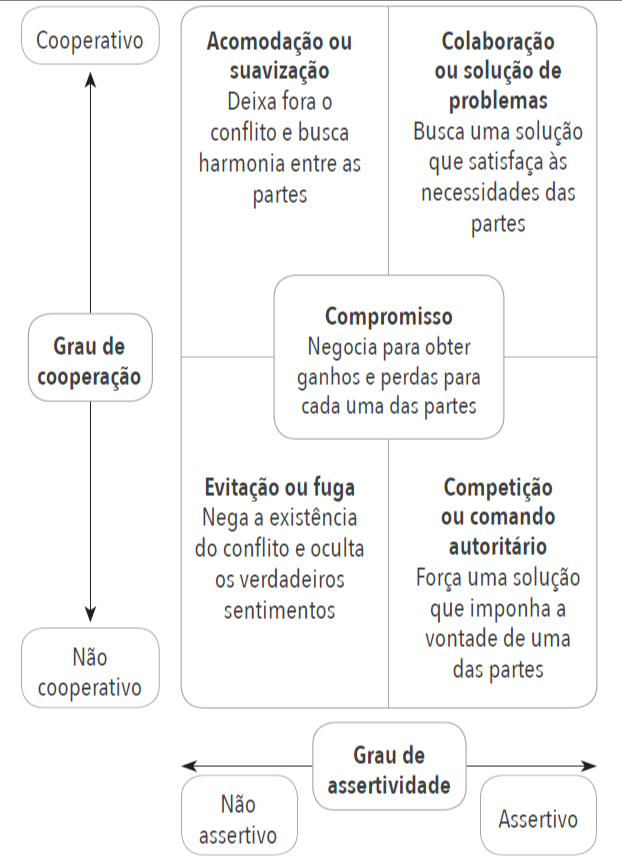 Cooperativo
Acomodação ou
suavização
Deixa fora o
conflito e busca
harmonia entre as
partes
Colaboração
ou solução de
problemas
Busca uma solução
que satisfaça às
necessidades das
partes
Grau de
cooperação
Compromisso
Negocia para obter
ganhos e perdas para
cada uma das partes
Evitação ou fuga
Nega a existência
do conflito e oculta
os verdadeiros
sentimentos
Competição
ou comando
autoritário
Força uma solução
que imponha a
vontade de uma
das partes
Não
cooperativo
Grau de
assertividade
Não
assertivo
Assertivo